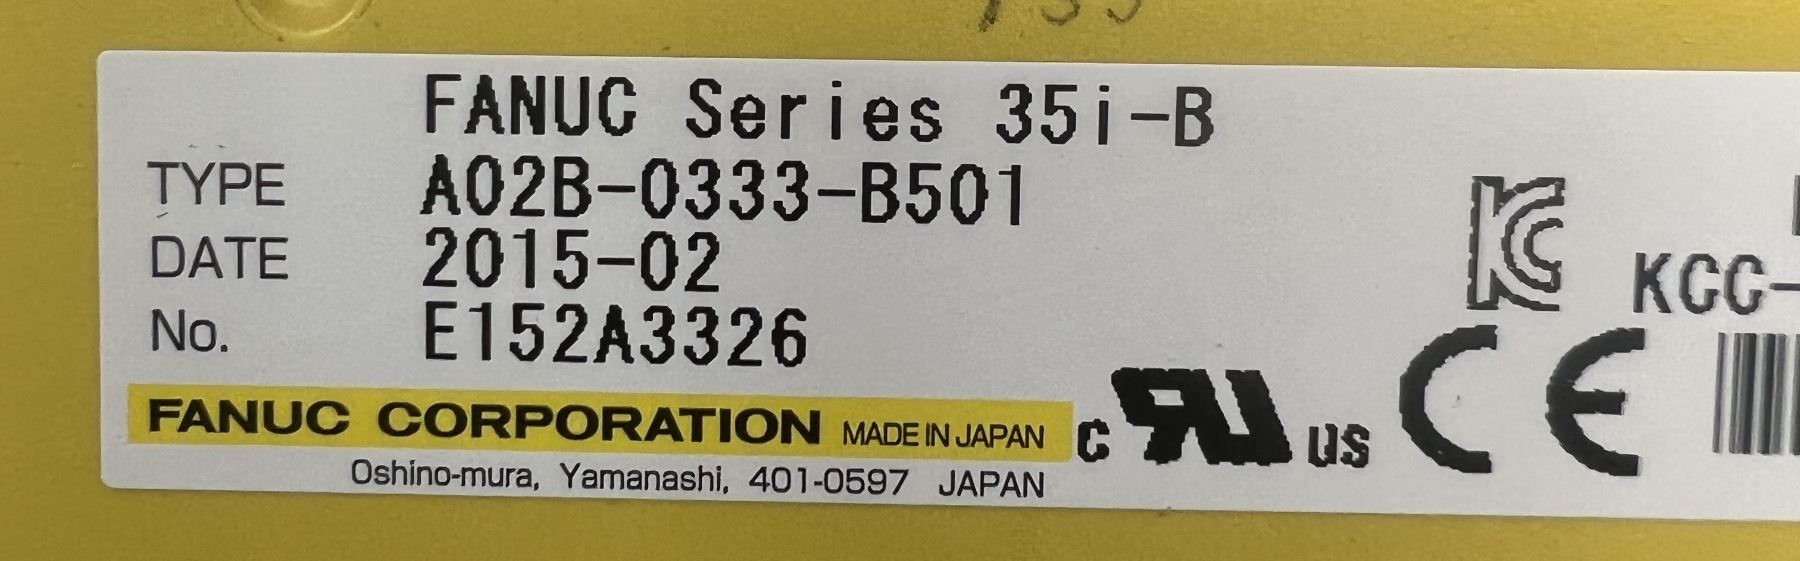 FANUC Series 35i-B
TYPE A02B-0333-B501
DATE 2015-02
No. E152A3326
KCC-
FANUC CORPORATION MADE IN JAPAN
c us CE
Oshino-mura, Yamanashi, 401-0597 JAPAN